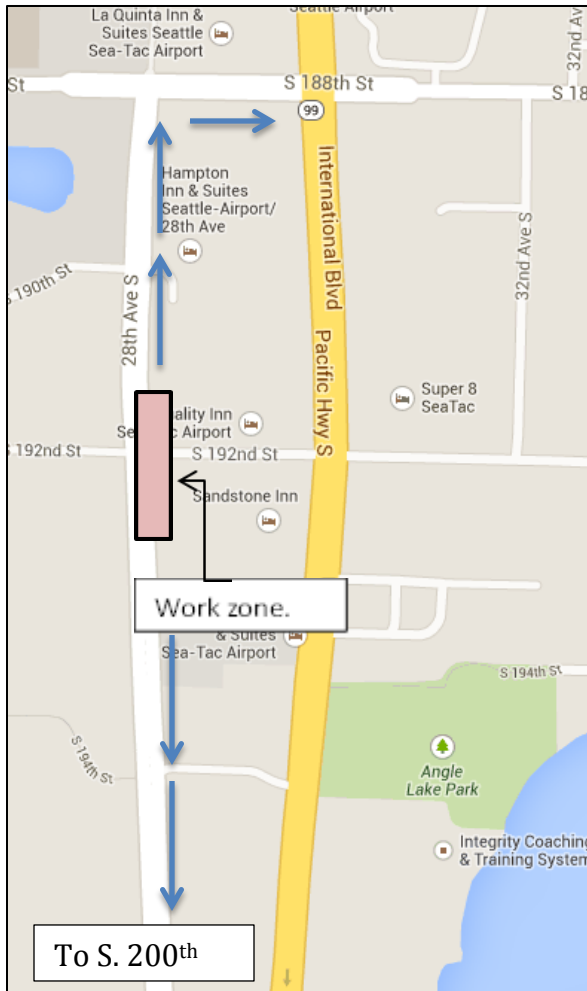 La Quinta Inn &
Suites Seattle
Sea-Tac Airport
Seattle Airport
St
S 188th St
S 18
32nd Ave S
99
Hampton
Inn & Suites
Seattle-Airport/
28th Ave
International Blvd
Pacific Hwy S
S 190th St
28th Ave S
32nd Ave S
Super 8
SeaTac
ality Inn
Se Tac Airport
S 192nd St
S 192nd St
Sandstone Inn
Work zone.
& Suites
Sea-Tac Airport
S 194th St
S 194th St
Angle
Lake Park
Integrity Coaching
& Training System
To S. 200th